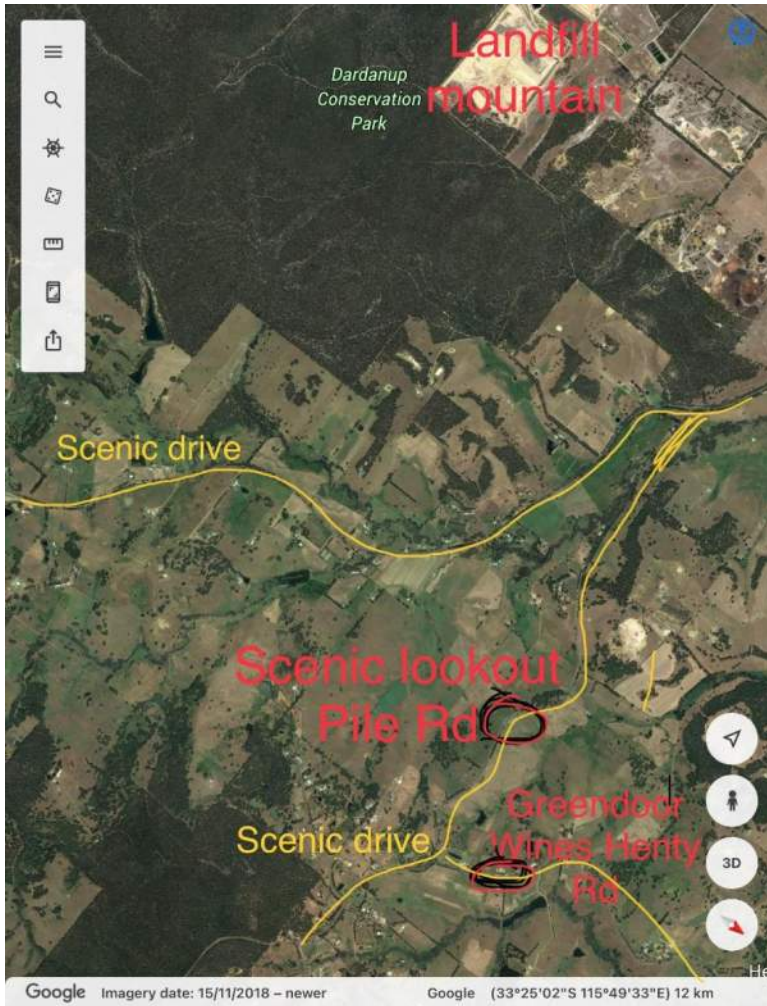 Landfill
mountain
Dardanup
Conservation
Park
Scenic drive
Scenic lookout
Pile Rd
Greendoor
Wines Henty
Rd
Scenic drive
3D
He
Google Imagery date: 15/11/2018 – newer Google (33°25'02"S 115°49'33"E) 12 km